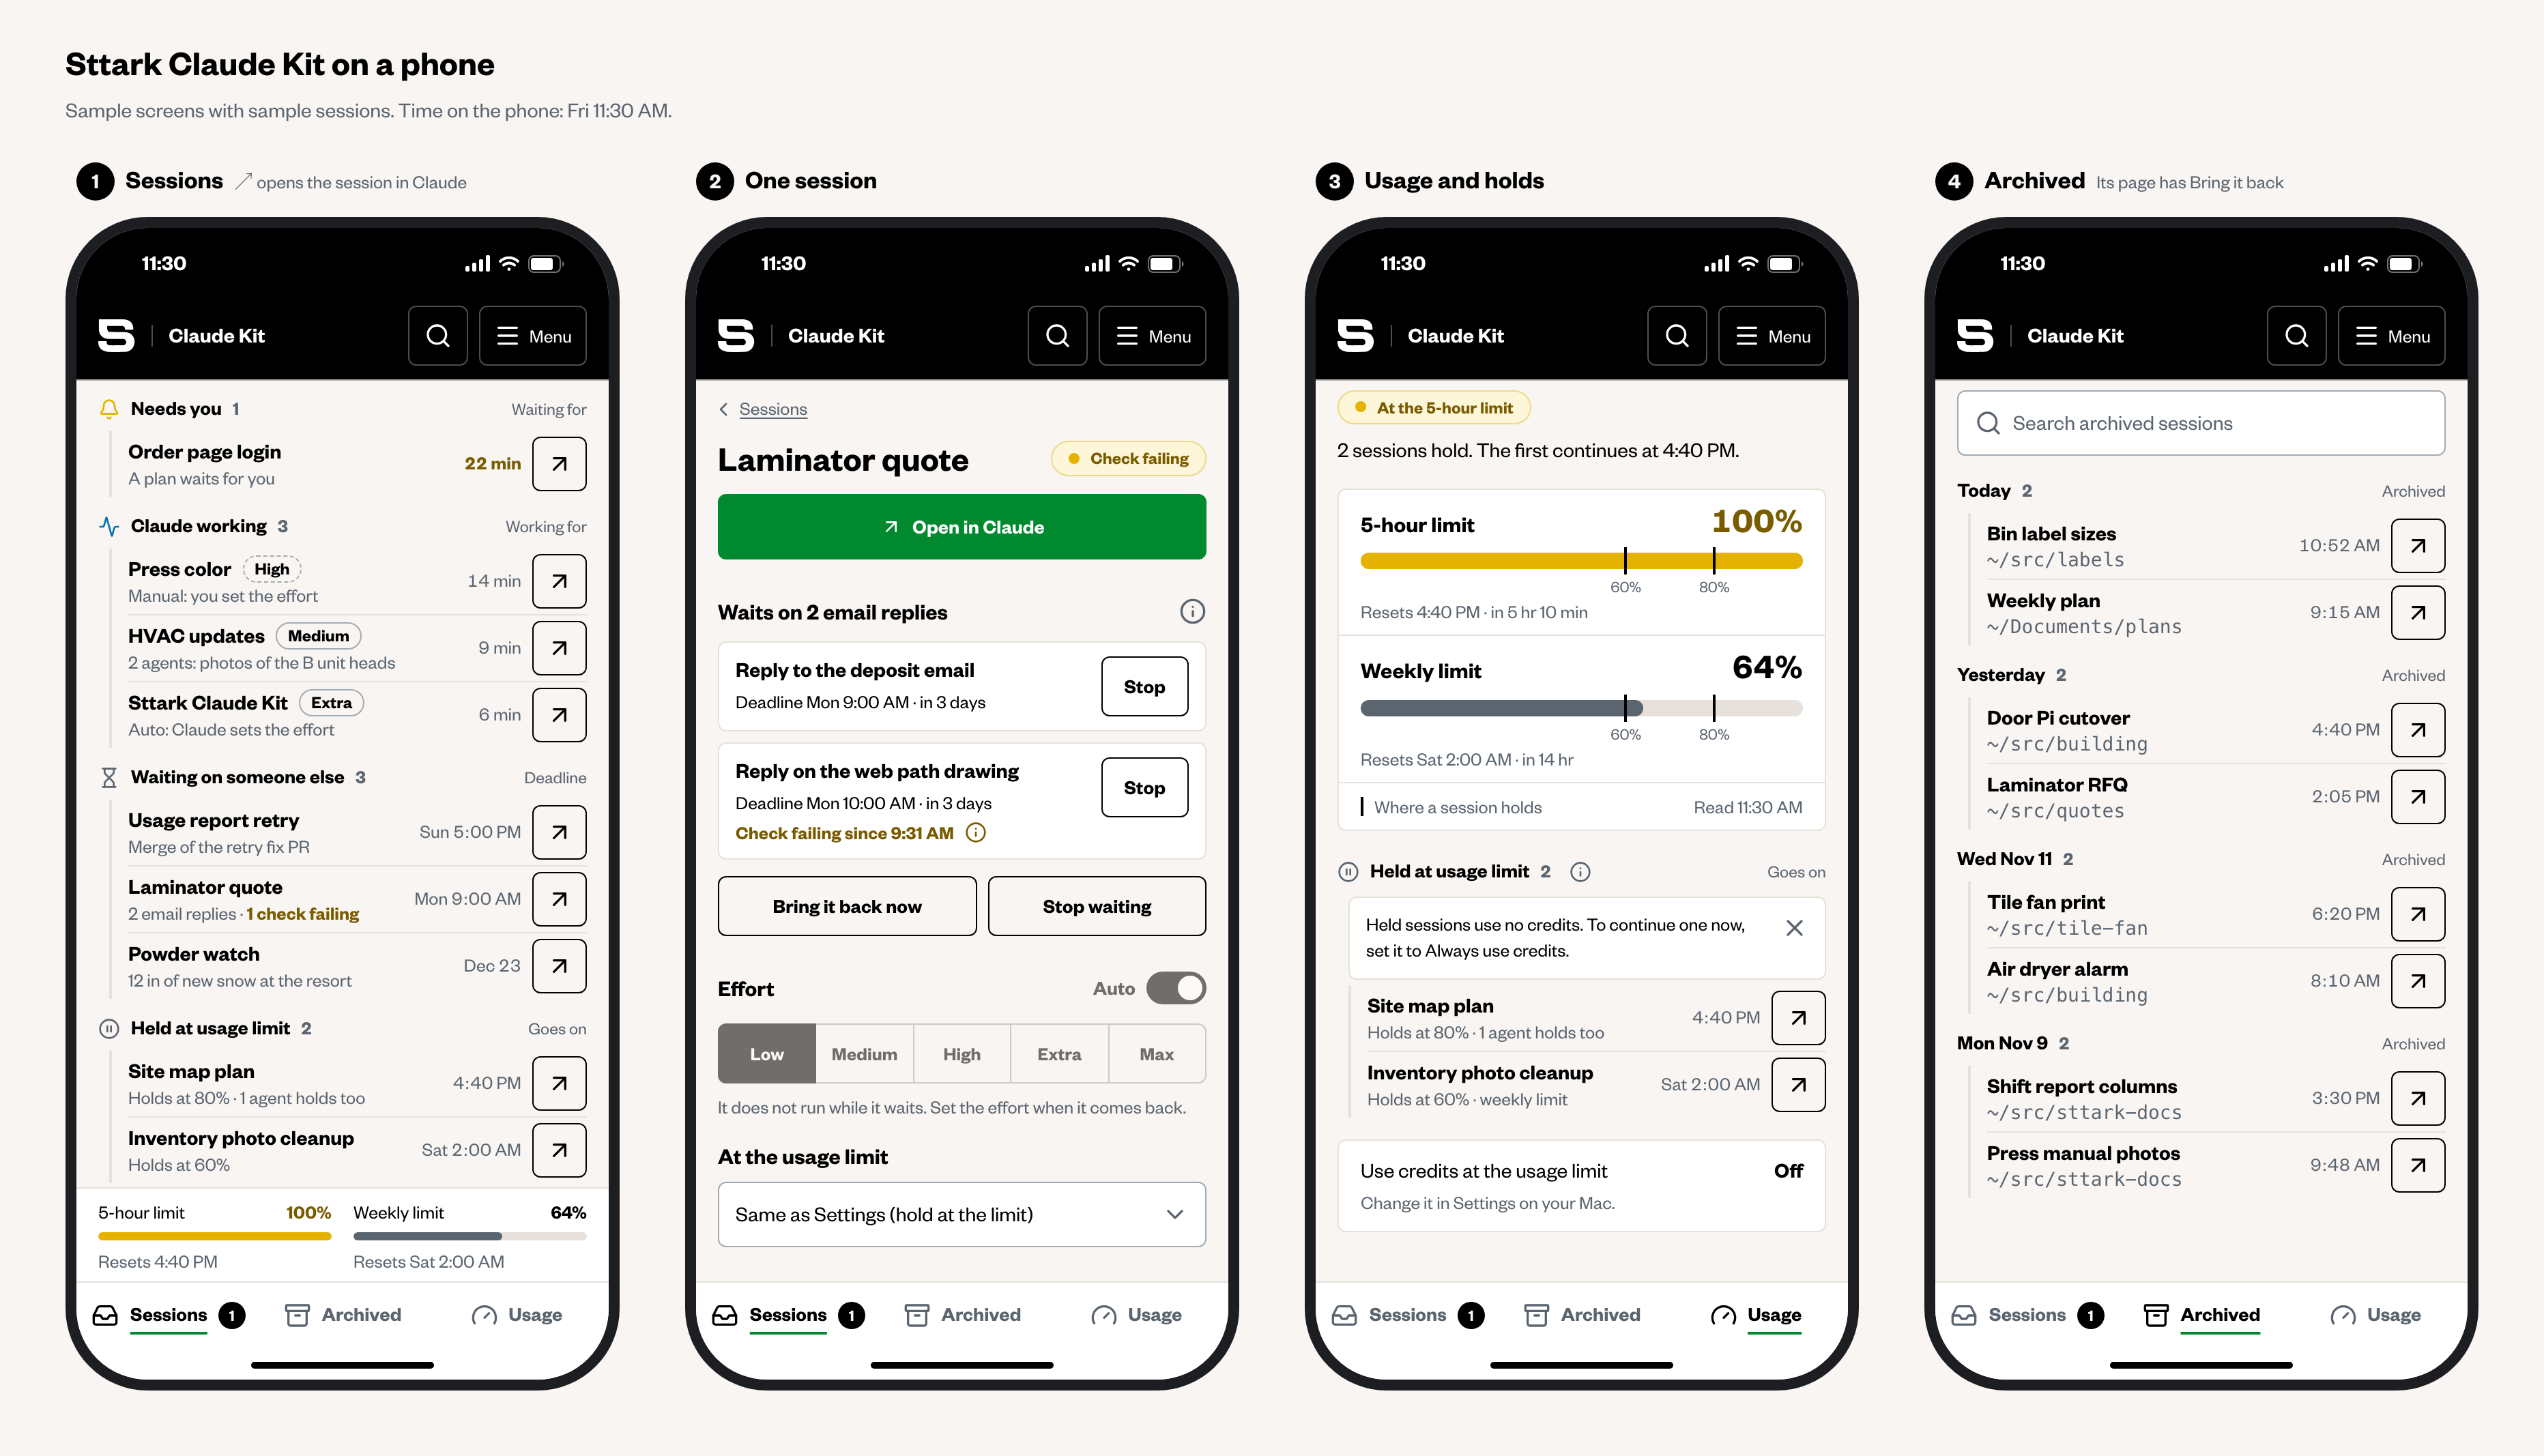 Sttark Claude Kit on a phone
Sample screens with sample sessions. Time on the phone: Fri 11:30 AM.
1 Sessions ↗ opens the session in Claude
11:30
S | Claude Kit Menu
Needs you 1 Waiting for
Order page login 22 min
A plan waits for you
Claude working 3 Working for
Press color High 14 min
Manual: you set the effort
HVAC updates Medium 9 min
2 agents: photos of the B unit heads
Sttark Claude Kit Extra 6 min
Auto: Claude sets the effort
Waiting on someone else 3 Deadline
Usage report retry Sun 5:00 PM
Merge of the retry fix PR
Laminator quote Mon 9:00 AM
2 email replies · 1 check failing
Powder watch Dec 23
12 in of new snow at the resort
Held at usage limit 2 Goes on
Site map plan 4:40 PM
Holds at 80% · 1 agent holds too
Inventory photo cleanup Sat 2:00 AM
Holds at 60%
5-hour limit 100% Weekly limit 64%
Resets 4:40 PM Resets Sat 2:00 AM
Sessions 1 Archived Usage
2 One session
11:30
S | Claude Kit Menu
Sessions
Laminator quote Check failing
Open in Claude
Waits on 2 email replies
Reply to the deposit email Stop
Deadline Mon 9:00 AM · in 3 days
Reply on the web path drawing Stop
Deadline Mon 10:00 AM · in 3 days
Check failing since 9:31 AM
Bring it back now Stop waiting
Effort Auto
Low Medium High Extra Max
It does not run while it waits. Set the effort when it comes back.
At the usage limit
Same as Settings (hold at the limit)
Sessions 1 Archived Usage
3 Usage and holds
11:30
S | Claude Kit Menu
At the 5-hour limit
2 sessions hold. The first continues at 4:40 PM.
5-hour limit 100%
60% 80%
Resets 4:40 PM · in 5 hr 10 min
Weekly limit 64%
60% 80%
Resets Sat 2:00 AM · in 14 hr
Where a session holds Read 11:30 AM
Held at usage limit 2 Goes on
Held sessions use no credits. To continue one now,
set it to Always use credits.
Site map plan 4:40 PM
Holds at 80% · 1 agent holds too
Inventory photo cleanup Sat 2:00 AM
Holds at 60% · weekly limit
Use credits at the usage limit Off
Change it in Settings on your Mac.
Sessions 1 Archived Usage
4 Archived Its page has Bring it back
11:30
S | Claude Kit Menu
Search archived sessions
Today 2 Archived
Bin label sizes 10:52 AM
~/src/labels
Weekly plan 9:15 AM
~/Documents/plans
Yesterday 2 Archived
Door Pi cutover 4:40 PM
~/src/building
Laminator RFQ 2:05 PM
~/src/quotes
Wed Nov 11 2 Archived
Tile fan print 6:20 PM
~/src/tile-fan
Air dryer alarm 8:10 AM
~/src/building
Mon Nov 9 2 Archived
Shift report columns 3:30 PM
~/src/sttark-docs
Press manual photos 9:48 AM
~/src/sttark-docs
Sessions 1 Archived Usage